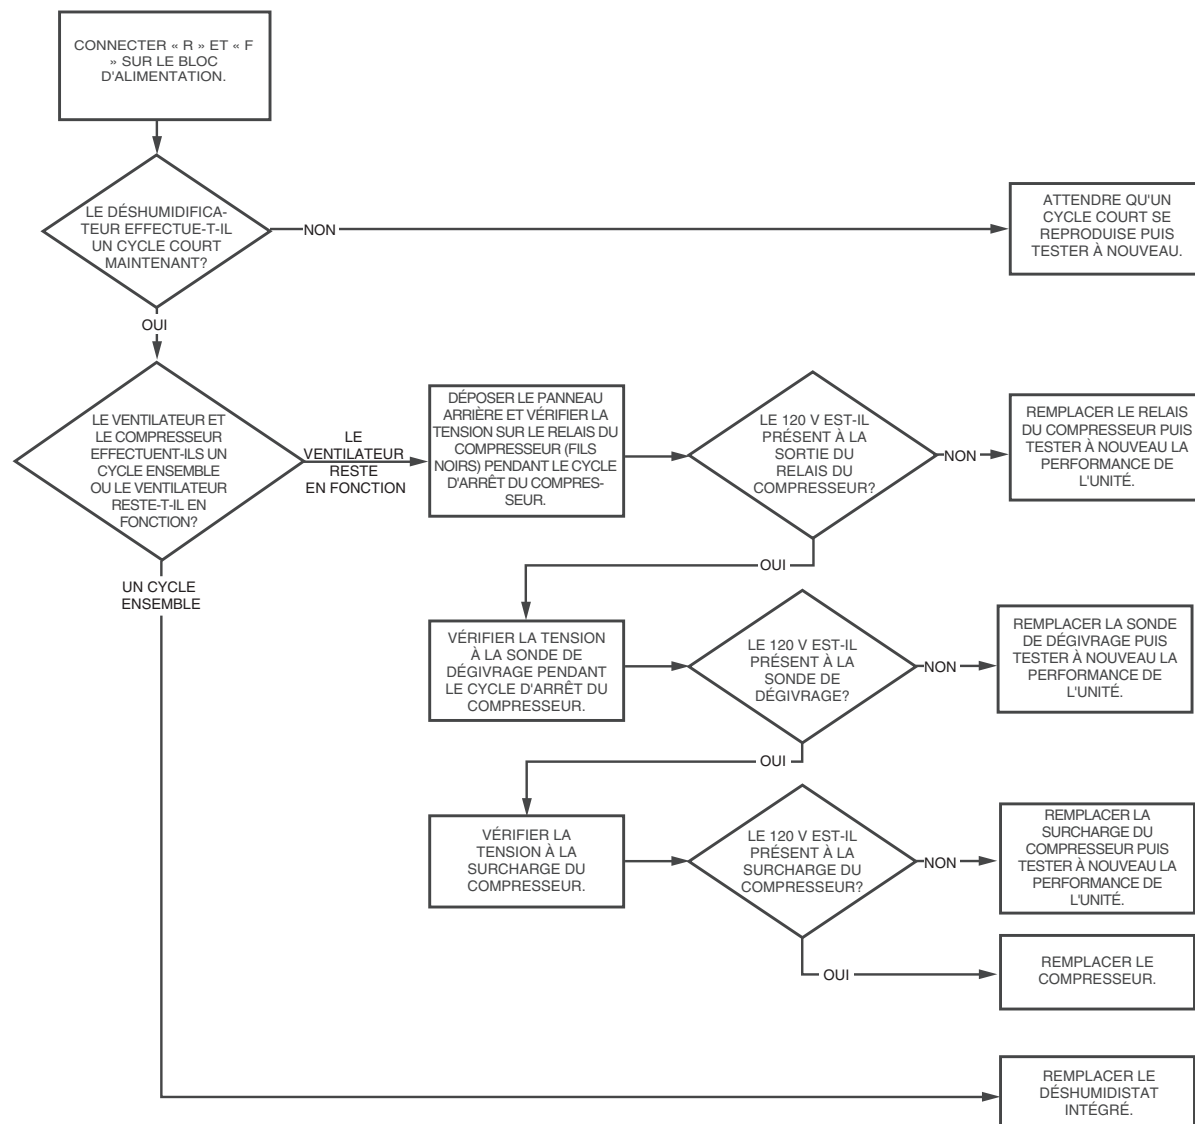 CONNECTER « R » ET « F
» SUR LE BLOC
D'ALIMENTATION.
LE DÉSHUMIDIFICA-
TEUR EFFECTUE-T-IL
UN CYCLE COURT
MAINTENANT?
NON
ATTENDRE QU'UN
CYCLE COURT SE
REPRODUISE PUIS
TESTER À NOUVEAU.
OUI
LE VENTILATEUR ET
LE COMPRESSEUR
EFFECTUENT-ILS UN
CYCLE ENSEMBLE
OU LE VENTILATEUR
RESTE-T-IL EN
FONCTION?
LE
VENTILATEUR
RESTE
EN FONCTION
DÉPOSER LE PANNEAU
ARRIÈRE ET VÉRIFIER LA
TENSION SUR LE RELAIS DU
COMPRESSEUR (FILS
NOIRS) PENDANT LE CYCLE
D'ARRÊT DU COMPRES-
SEUR.
LE 120 V EST-IL
PRÉSENT À LA
SORTIE DU
RELAIS DU
COMPRESSEUR?
NON
REMPLACER LE RELAIS
DU COMPRESSEUR PUIS
TESTER À NOUVEAU LA
PERFORMANCE DE
L'UNITÉ.
OUI
UN CYCLE
ENSEMBLE
VÉRIFIER LA TENSION
À LA SONDE DE
DÉGIVRAGE PENDANT
LE CYCLE D'ARRÊT DU
COMPRESSEUR.
LE 120 V EST-IL
PRÉSENT À LA
SONDE DE
DÉGIVRAGE?
NON
REMPLACER LA SONDE
DE DÉGIVRAGE PUIS
TESTER À NOUVEAU LA
PERFORMANCE DE
L'UNITÉ.
OUI
VÉRIFIER LA
TENSION À LA
SURCHARGE DU
COMPRESSEUR.
LE 120 V EST-IL
PRÉSENT À LA
SURCHARGE DU
COMPRESSEUR?
NON
REMPLACER LA
SURCHARGE DU
COMPRESSEUR PUIS
TESTER À NOUVEAU LA
PERFORMANCE DE
L'UNITÉ.
OUI
REMPLACER LE
COMPRESSEUR.
REMPLACER LE
DÉSHUMIDISTAT
INTÉGRÉ.